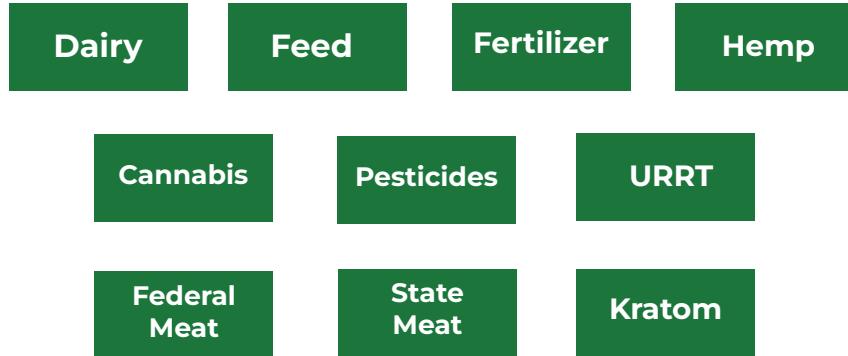 Dairy
Feed
Fertilizer
Hemp
Cannabis
Pesticides
URRT
Federal
Meat
State
Meat
Kratom